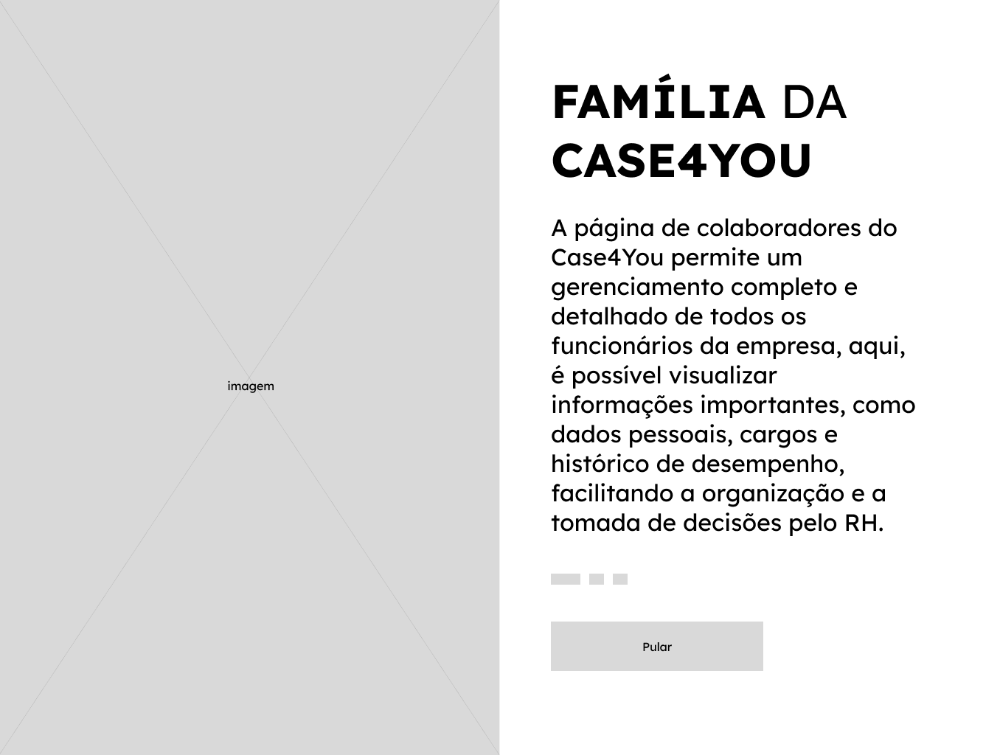 imagem
FAMÍLIA DA
CASE4YOU
A página de colaboradores do
Case4You permite um
gerenciamento completo e
detalhado de todos os
funcionários da empresa, aqui,
é possível visualizar
informações importantes, como
dados pessoais, cargos e
histórico de desempenho,
facilitando a organização e a
tomada de decisões pelo RH.
Pular